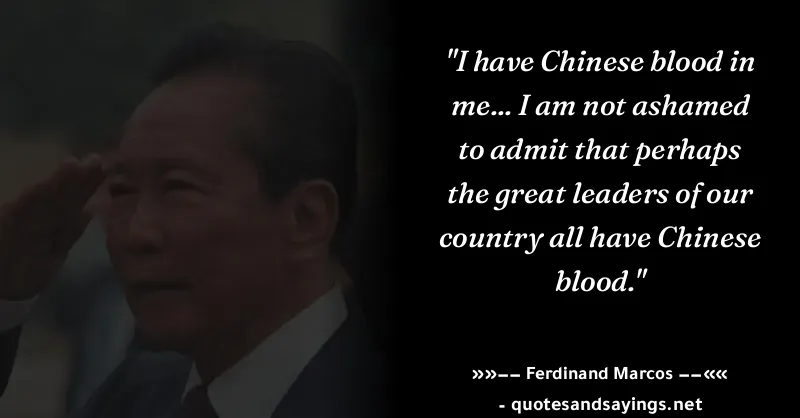 "I have Chinese blood in
me... I am not ashamed
to admit that perhaps
the great leaders of our
country all have Chinese
blood."
»»−− Ferdinand Marcos −−««
- quotesandsayings.net